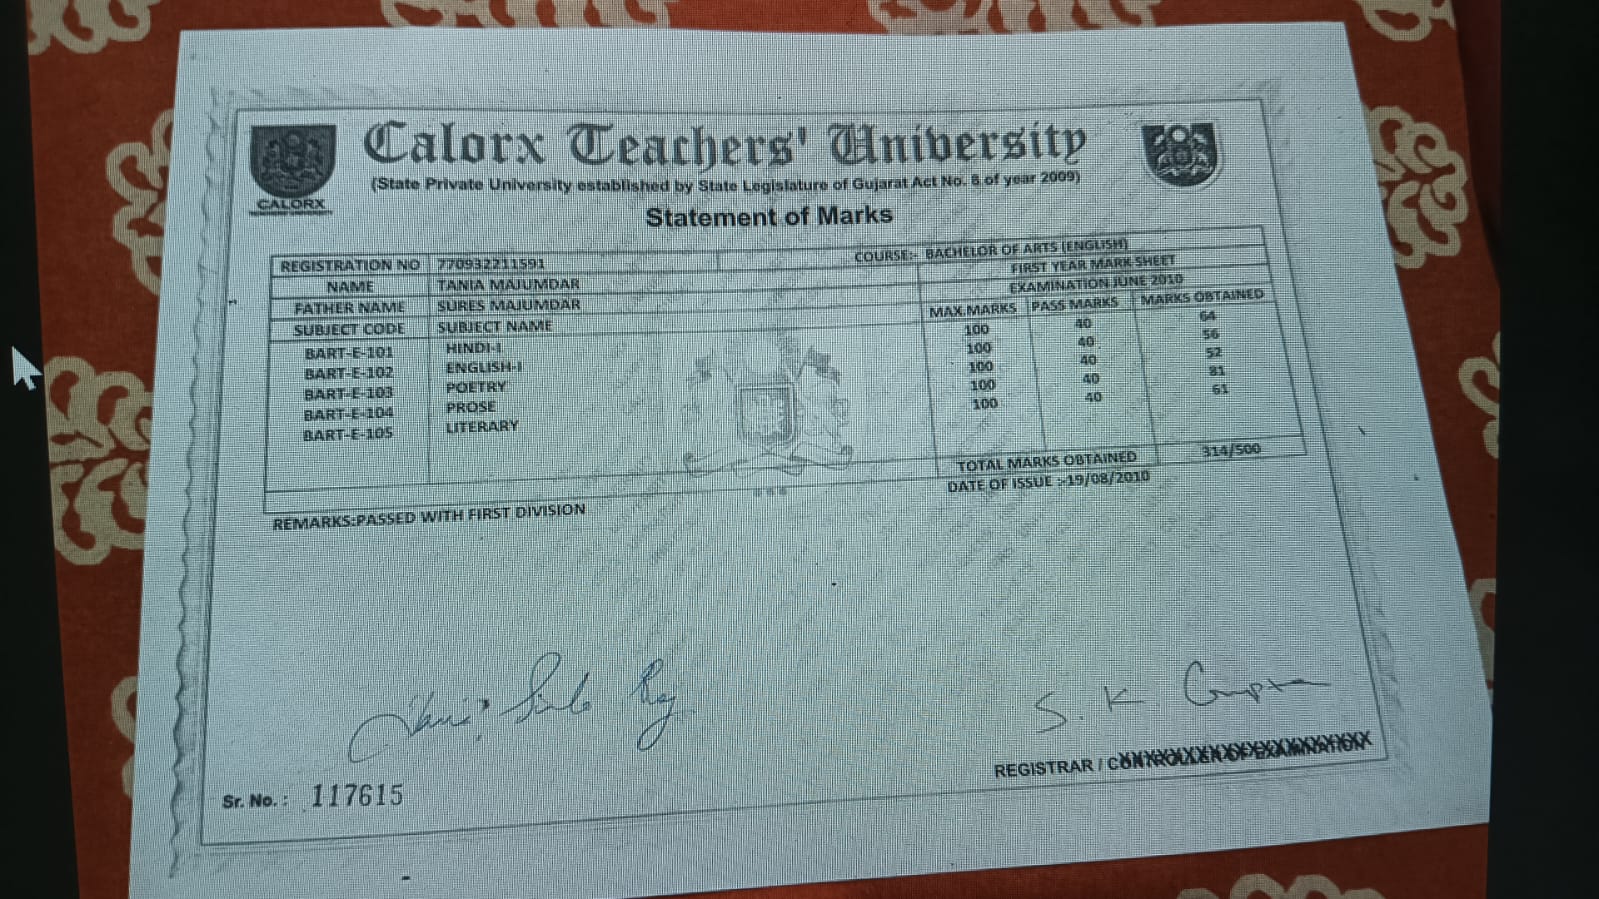 Calorx Teachers' University
(State Private University established by State Legislature of Gujarat Act No. 8 of year 2009)
CALORX
Statement of Marks
REGISTRATION NO 770932211591 COURSE:- BACHELOR OF ARTS (ENGLISH)
NAME TANIA MAJUMDAR FIRST YEAR MARK SHEET
FATHER NAME SURES MAJUMDAR EXAMINATION JUNE 2010
SUBJECT CODE SUBJECT NAME MAX.MARKS PASS MARKS MARKS OBTAINED
BART-E-101 HINDI-I 100 40 64
BART-E-102 ENGLISH-I 100 40 56
BART-E-103 POETRY 100 40 52
BART-E-104 PROSE 100 40 81
BART-E-105 LITERARY 100 40 61
TOTAL MARKS OBTAINED 314/500
DATE OF ISSUE :-19/08/2010
REMARKS:PASSED WITH FIRST DIVISION
S. K. Gupta
REGISTRAR / CONTROLLER OF EXAMINATION
Sr. No. : 117615